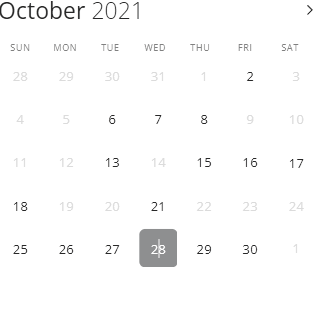 October 2021
SUN MON TUE WED THU FRI SAT
28 29 30 31 1 2 3
4 5 6 7 8 9 10
11 12 13 14 15 16 17
18 19 20 21 22 23 24
25 26 27 28 29 30 1